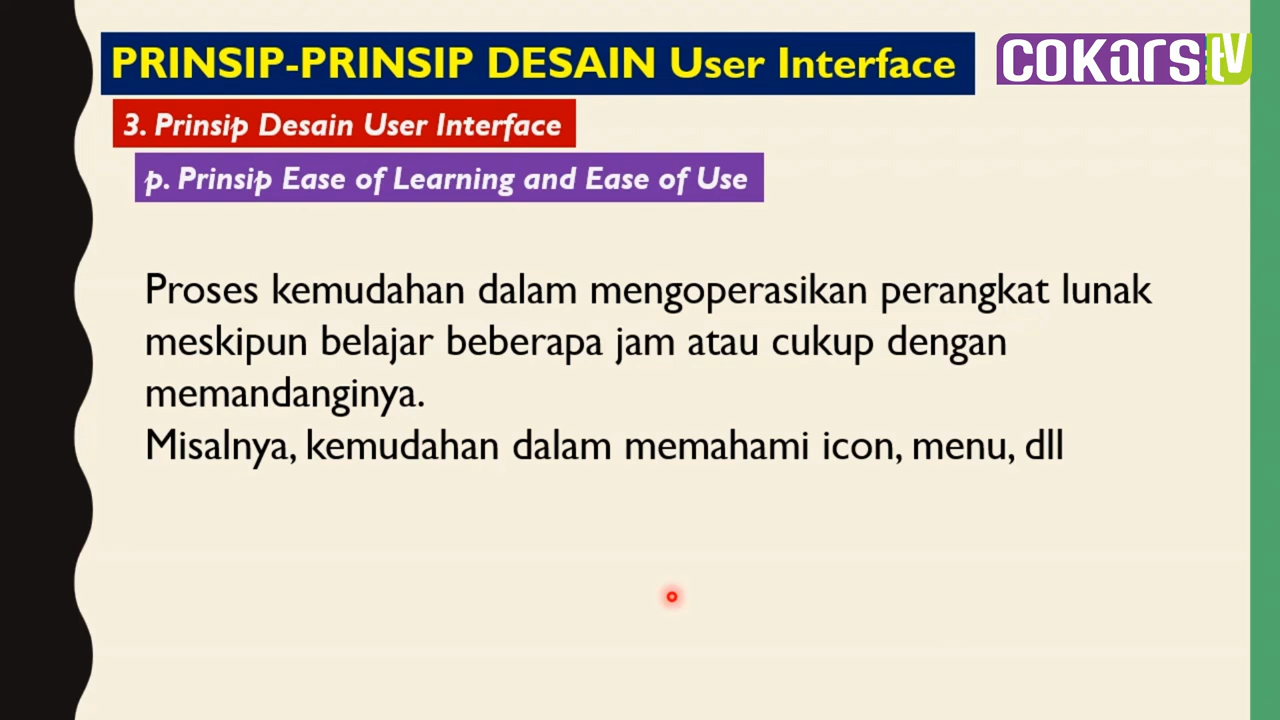 PRINSIP-PRINSIP DESAIN User Interface
cokars tv
3. Prinsip Desain User Interface
p. Prinsip Ease of Learning and Ease of Use
Proses kemudahan dalam mengoperasikan perangkat lunak
meskipun belajar beberapa jam atau cukup dengan
memandanginya.
Misalnya, kemudahan dalam memahami icon, menu, dll